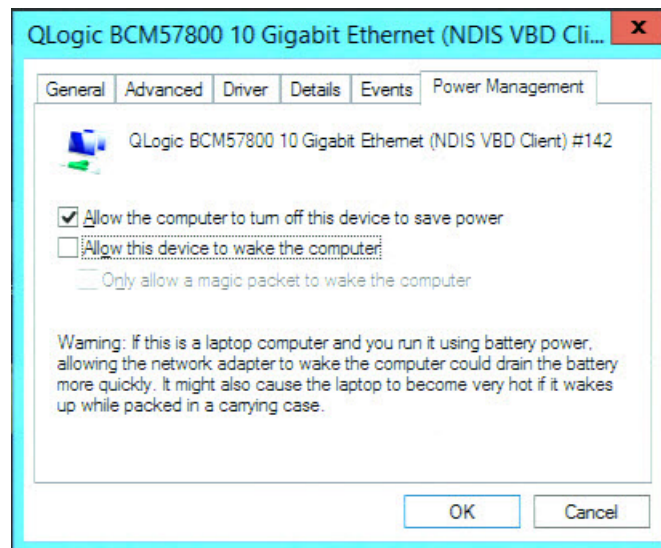 QLogic BCM57800 10 Gigabit Ethernet (NDIS VBD Cli...
x
General Advanced Driver Details Events Power Management
QLogic BCM57800 10 Gigabit Ethernet (NDIS VBD Client) #142
Allow the computer to turn off this device to save power
Allow this device to wake the computer
Only allow a magic packet to wake the computer
Warning: If this is a laptop computer and you run it using battery power,
allowing the network adapter to wake the computer could drain the battery
more quickly. It might also cause the laptop to become very hot if it wakes
up while packed in a carrying case.
OK Cancel